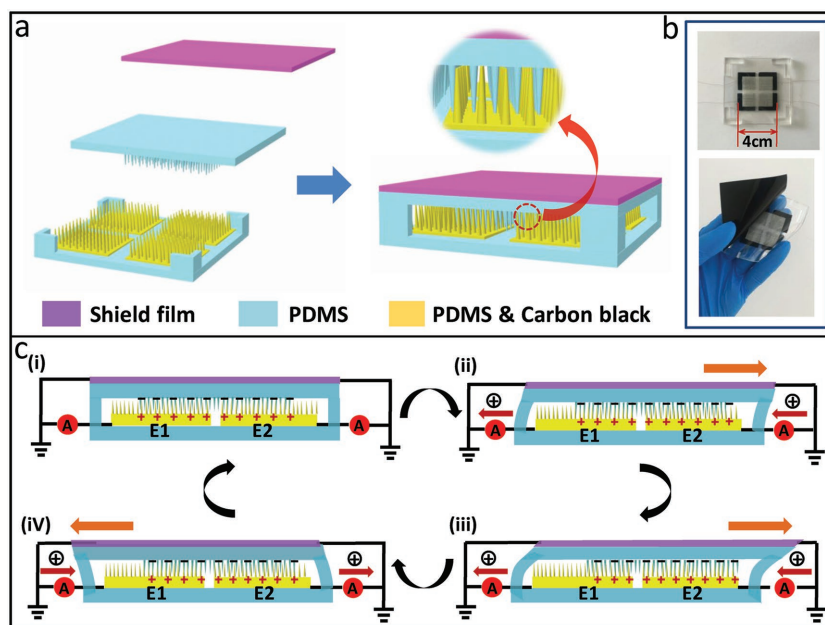 a
b
4cm
Shield film
PDMS
PDMS & Carbon black
c
(i)
A
E1
E2
A
(ii)
A
E1
E2
A
(iv)
A
E1
E2
A
(iii)
A
E1
E2
A